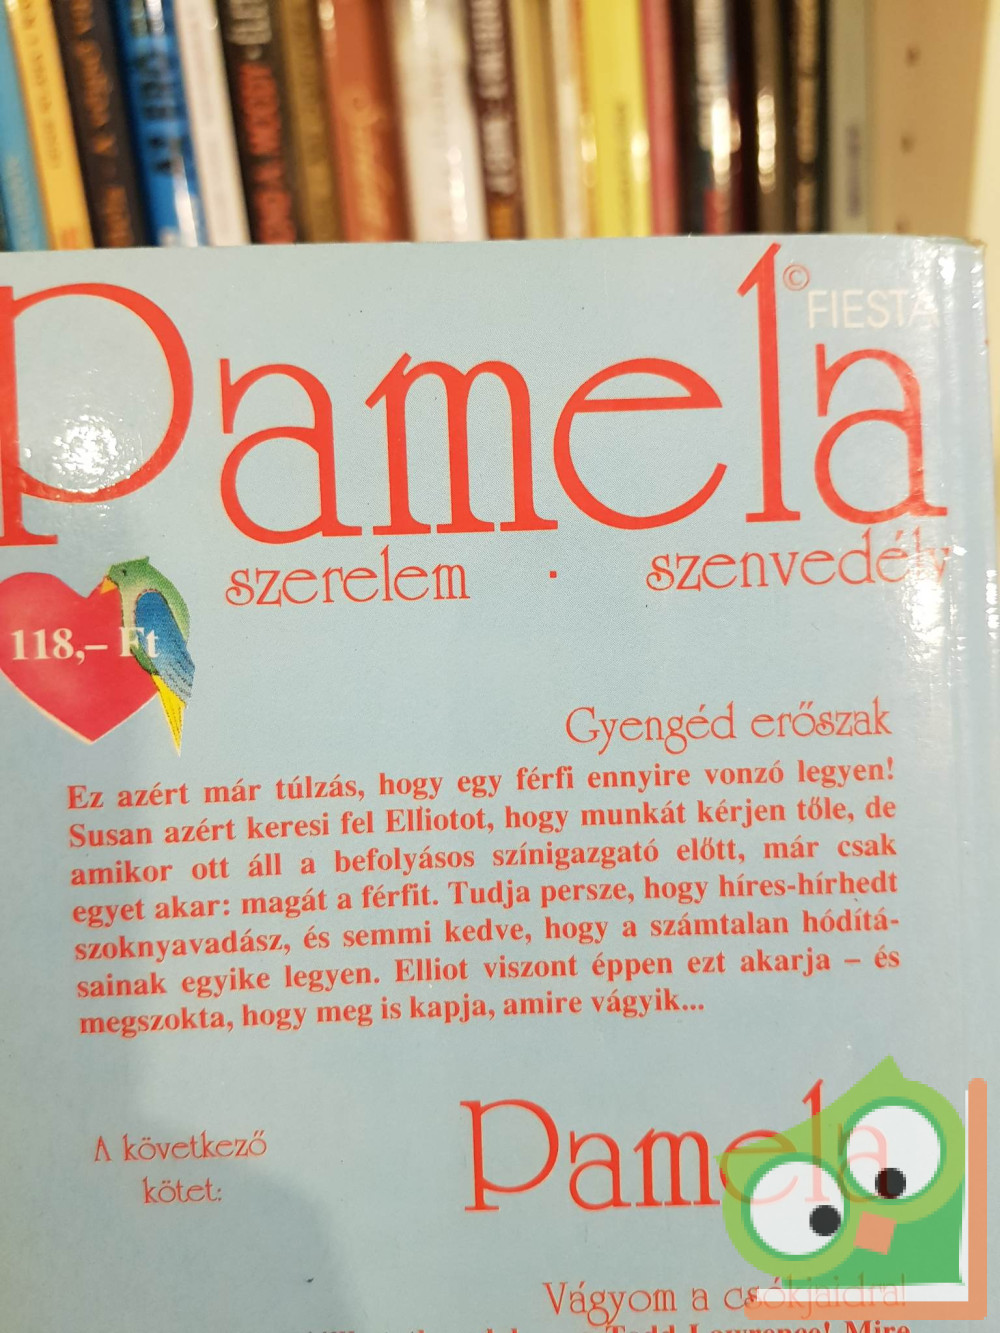 Pamela
© FIESTA
szerelem · szenvedély
118,– Ft
Gyengéd erőszak
Ez azért már túlzás, hogy egy férfi ennyire vonzó legyen!
Susan azért keresi fel Elliotot, hogy munkát kérjen tőle, de
amikor ott áll a befolyásos színigazgató előtt, már csak
egyet akar: magát a férfit. Tudja persze, hogy híres-hírhedt
szoknyavadász, és semmi kedve, hogy a számtalan hódítá-
sainak egyike legyen. Elliot viszont éppen ezt akarja – és
megszokta, hogy meg is kapja, amire vágyik...
A következő
kötet:
Pamela
Vágyom a csókjaidra!
Todd Lawrence! Mire